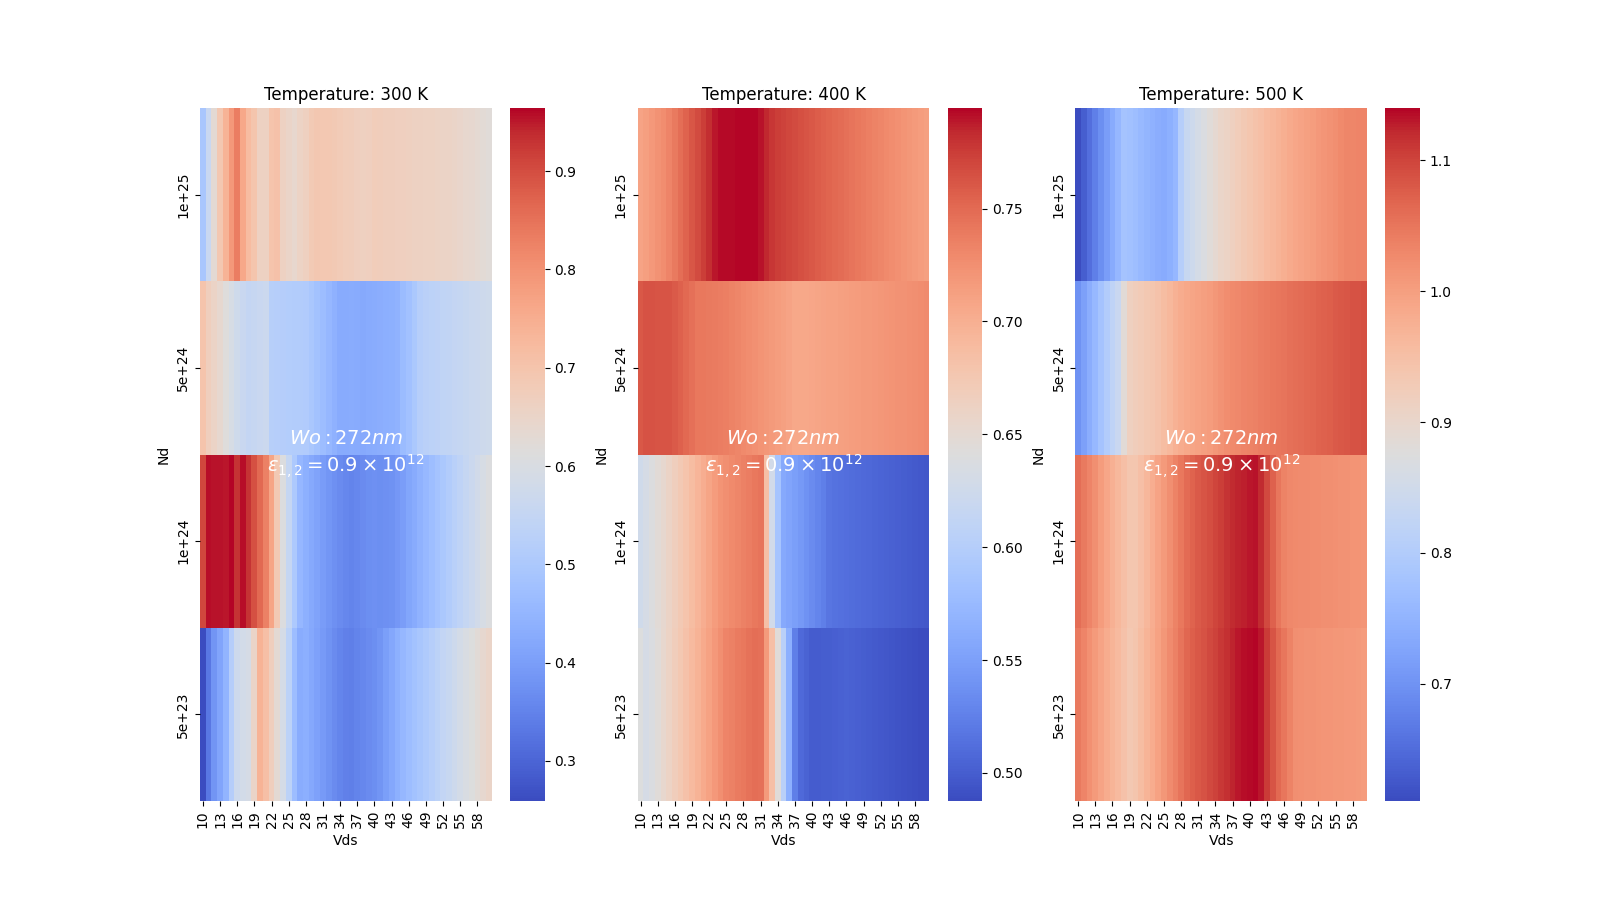 Temperature: 300 K
Temperature: 400 K
Temperature: 500 K
Nd
1e+25
5e+24
1e+24
5e+23
Wo : 272nm
ε₁,₂ = 0.9 × 10¹²
10 13 16 19 22 25 28 31 34 37 40 43 46 49 52 55 58
Vds
0.9
0.8
0.7
0.6
0.5
0.4
0.3
Nd
1e+25
5e+24
1e+24
5e+23
Wo : 272nm
ε₁,₂ = 0.9 × 10¹²
10 13 16 19 22 25 28 31 34 37 40 43 46 49 52 55 58
Vds
0.75
0.70
0.65
0.60
0.55
0.50
Nd
1e+25
5e+24
1e+24
5e+23
Wo : 272nm
ε₁,₂ = 0.9 × 10¹²
10 13 16 19 22 25 28 31 34 37 40 43 46 49 52 55 58
Vds
1.1
1.0
0.9
0.8
0.7